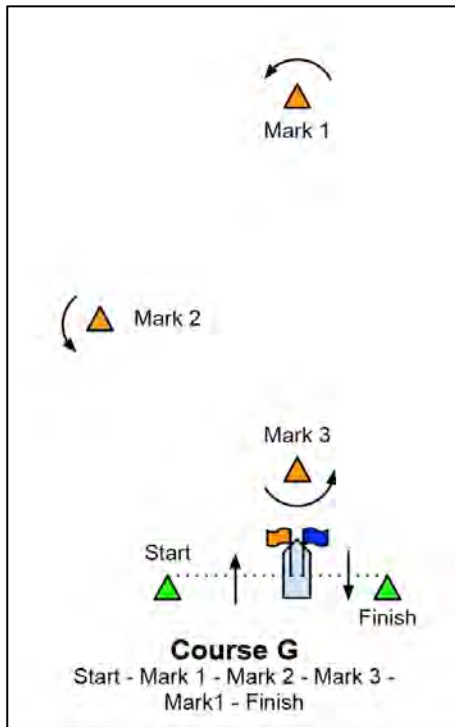 Mark 1
Mark 2
Mark 3
Start
Finish
Course G
Start - Mark 1 - Mark 2 - Mark 3 -
Mark1 - Finish